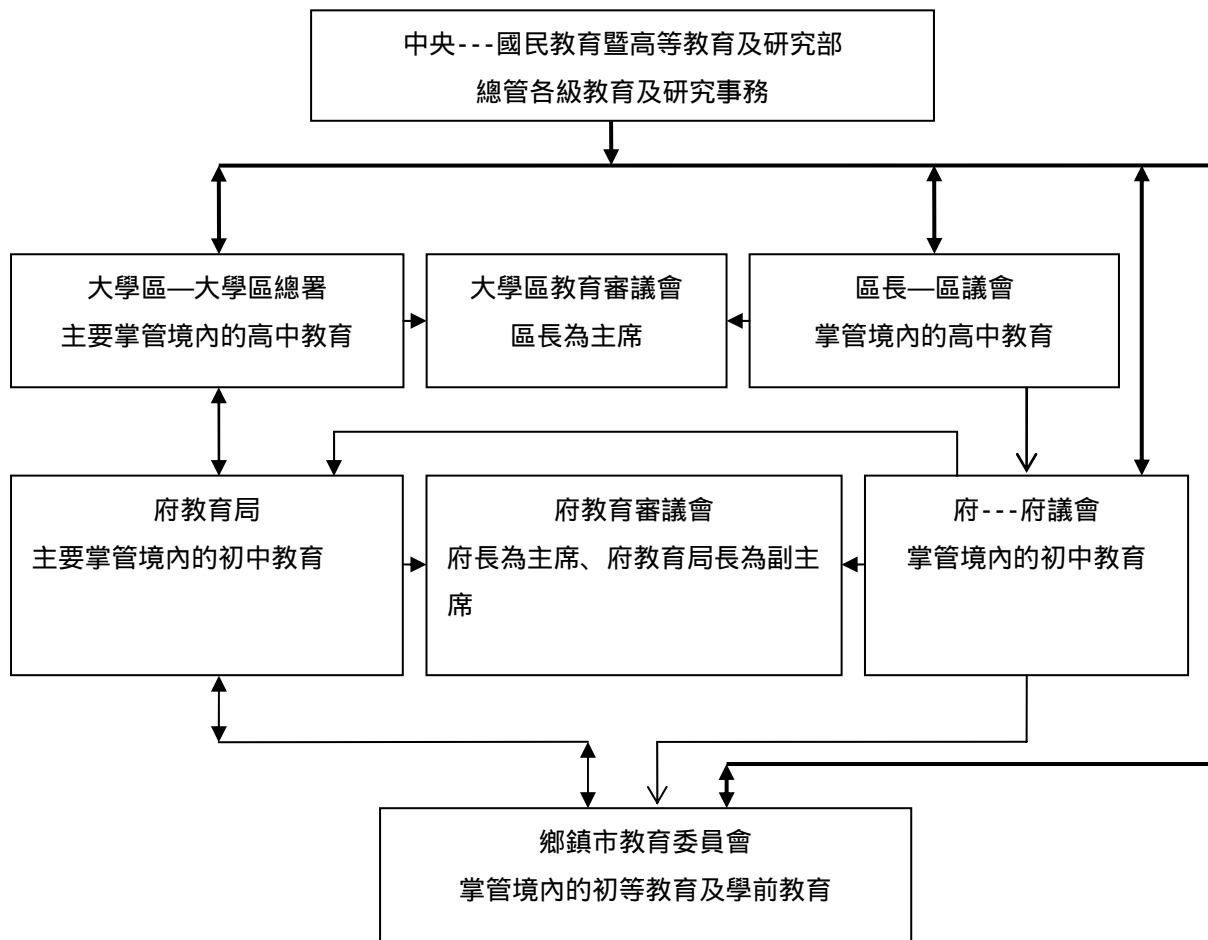 中央---國民教育暨高等教育及研究部
總管各級教育及研究事務
大學區—大學區總署
主要掌管境內的高中教育
大學區教育審議會
區長為主席
區長—區議會
掌管境內的高中教育
府教育局
主要掌管境內的初中教育
府教育審議會
府長為主席、府教育局長為副主
席
府---府議會
掌管境內的初中教育
鄉鎮市教育委員會
掌管境內的初等教育及學前教育